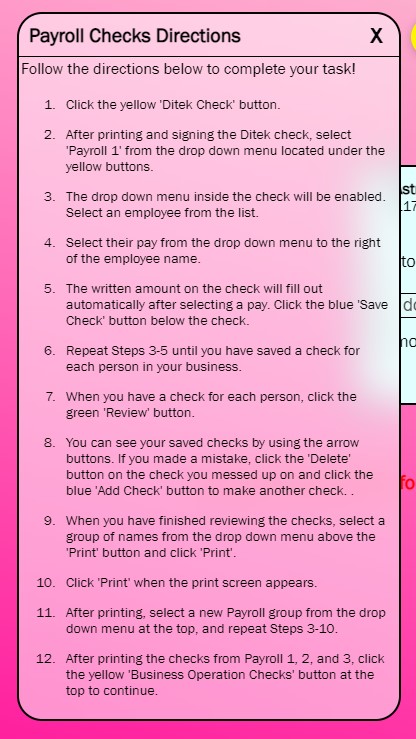 Payroll Checks Directions X
Follow the directions below to complete your task!
1. Click the yellow 'Ditek Check' button.
2. After printing and signing the Ditek check, select
'Payroll 1' from the drop down menu located under the
yellow buttons.
3. The drop down menu inside the check will be enabled.
Select an employee from the list.
4. Select their pay from the drop down menu to the right
of the employee name.
5. The written amount on the check will fill out
automatically after selecting a pay. Click the blue 'Save
Check' button below the check.
6. Repeat Steps 3-5 until you have saved a check for
each person in your business.
7. When you have a check for each person, click the
green 'Review' button.
8. You can see your saved checks by using the arrow
buttons. If you made a mistake, click the 'Delete'
button on the check you messed up on and click the
blue 'Add Check' button to make another check. .
9. When you have finished reviewing the checks, select a
group of names from the drop down menu above the
'Print' button and click 'Print'.
10. Click 'Print' when the print screen appears.
11. After printing, select a new Payroll group from the drop
down menu at the top, and repeat Steps 3-10.
12. After printing the checks from Payroll 1, 2, and 3, click
the yellow 'Business Operation Checks' button at the
top to continue.